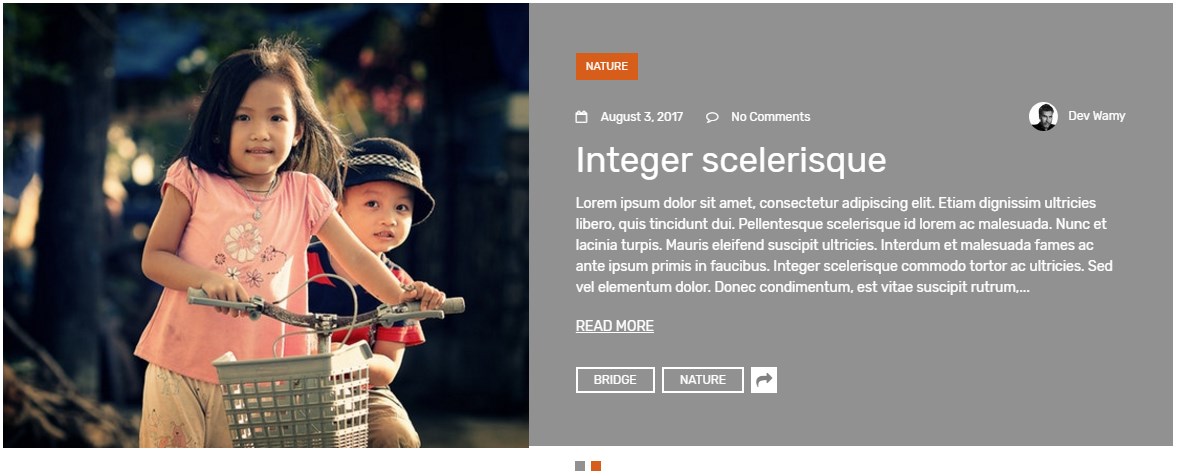 NATURE
August 3, 2017 No Comments Dev Wamy
Integer scelerisque
Lorem ipsum dolor sit amet, consectetur adipiscing elit. Etiam dignissim ultricies
libero, quis tincidunt dui. Pellentesque scelerisque id lorem ac malesuada. Nunc et
lacinia turpis. Mauris eleifend suscipit ultricies. Interdum et malesuada fames ac
ante ipsum primis in faucibus. Integer scelerisque commodo tortor ac ultricies. Sed
vel elementum dolor. Donec condimentum, est vitae suscipit rutrum,...
READ MORE
BRIDGE NATURE